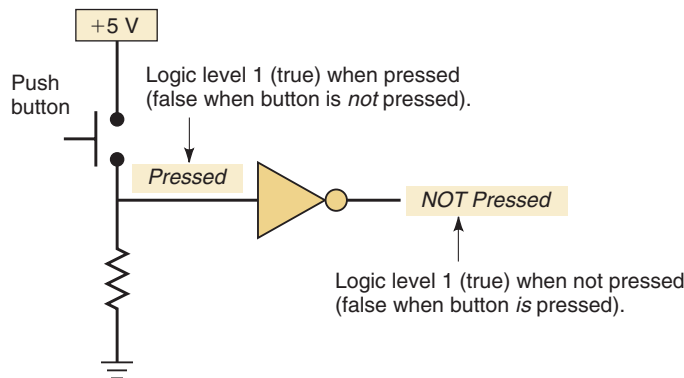 +5 V
Push
button
Logic level 1 (true) when pressed
(false when button is not pressed).
Pressed
NOT Pressed
Logic level 1 (true) when not pressed
(false when button is pressed).